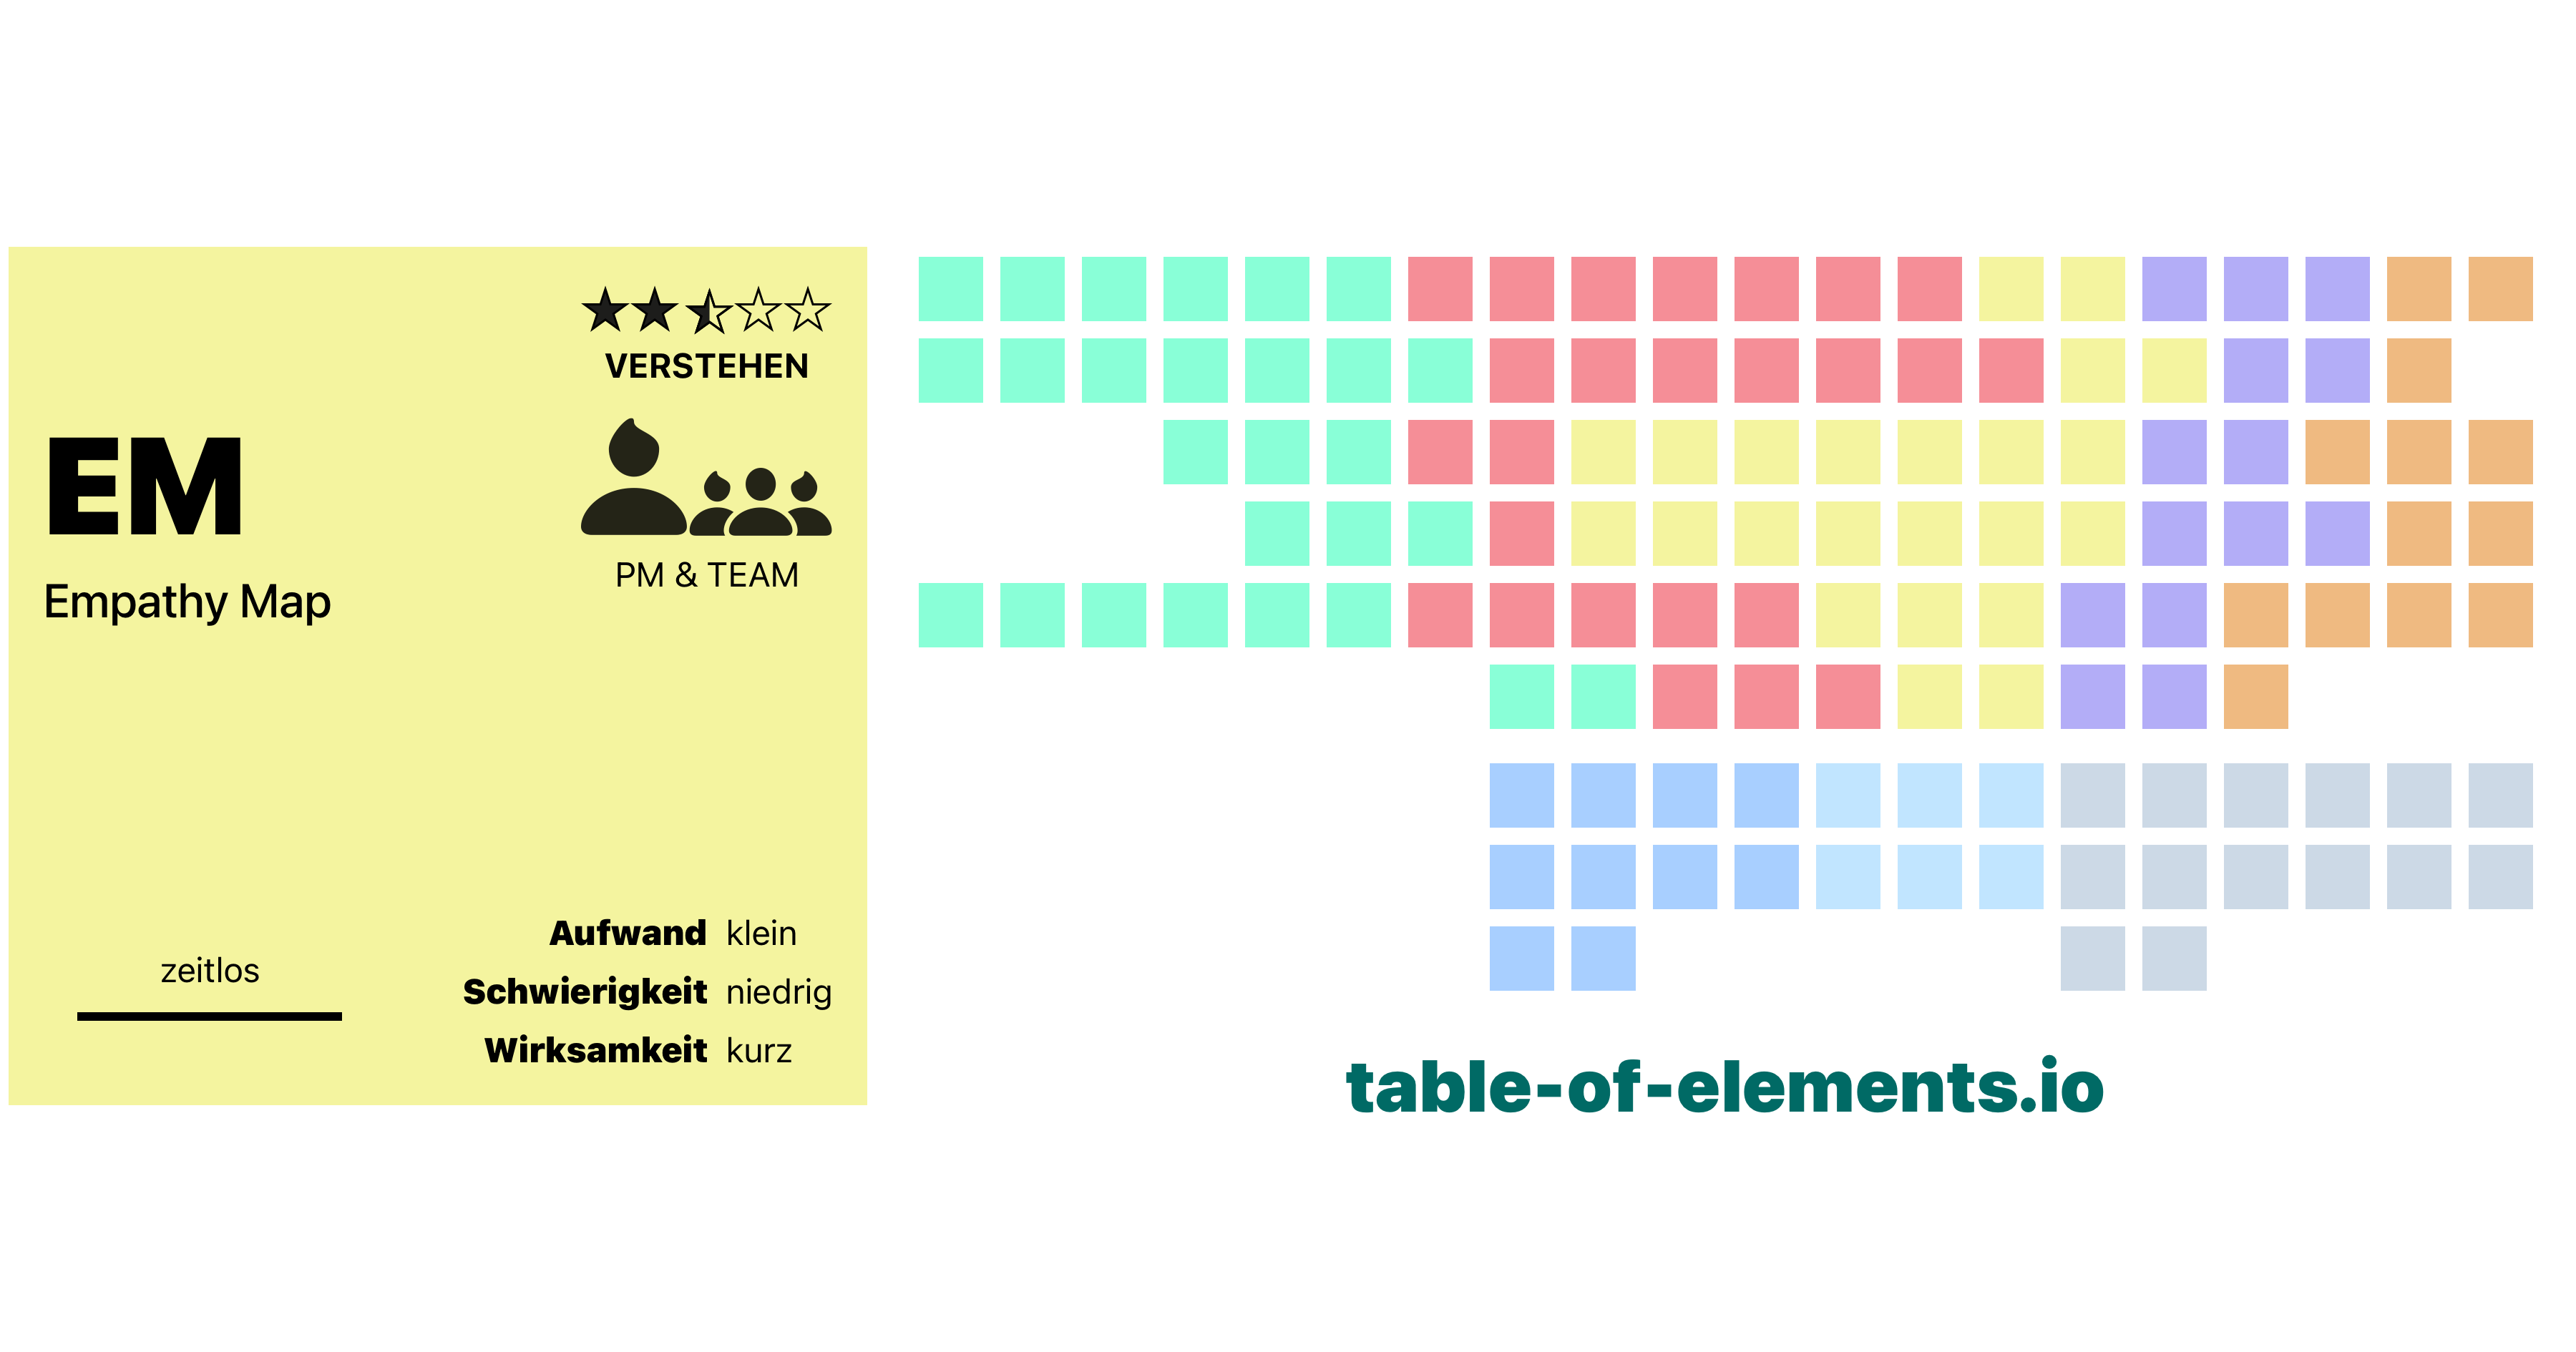 VERSTEHEN
EM
Empathy Map
PM & TEAM
zeitlos
Aufwand klein
Schwierigkeit niedrig
Wirksamkeit kurz
table-of-elements.io